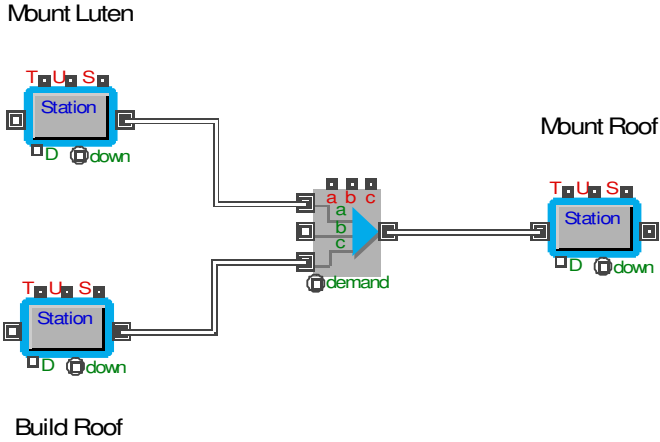 Mount Luten
T U S
Station
D down
Mount Roof
T U S
Station
D down
a b c
a
b
c
demand
T U S
Station
D down
Build Roof